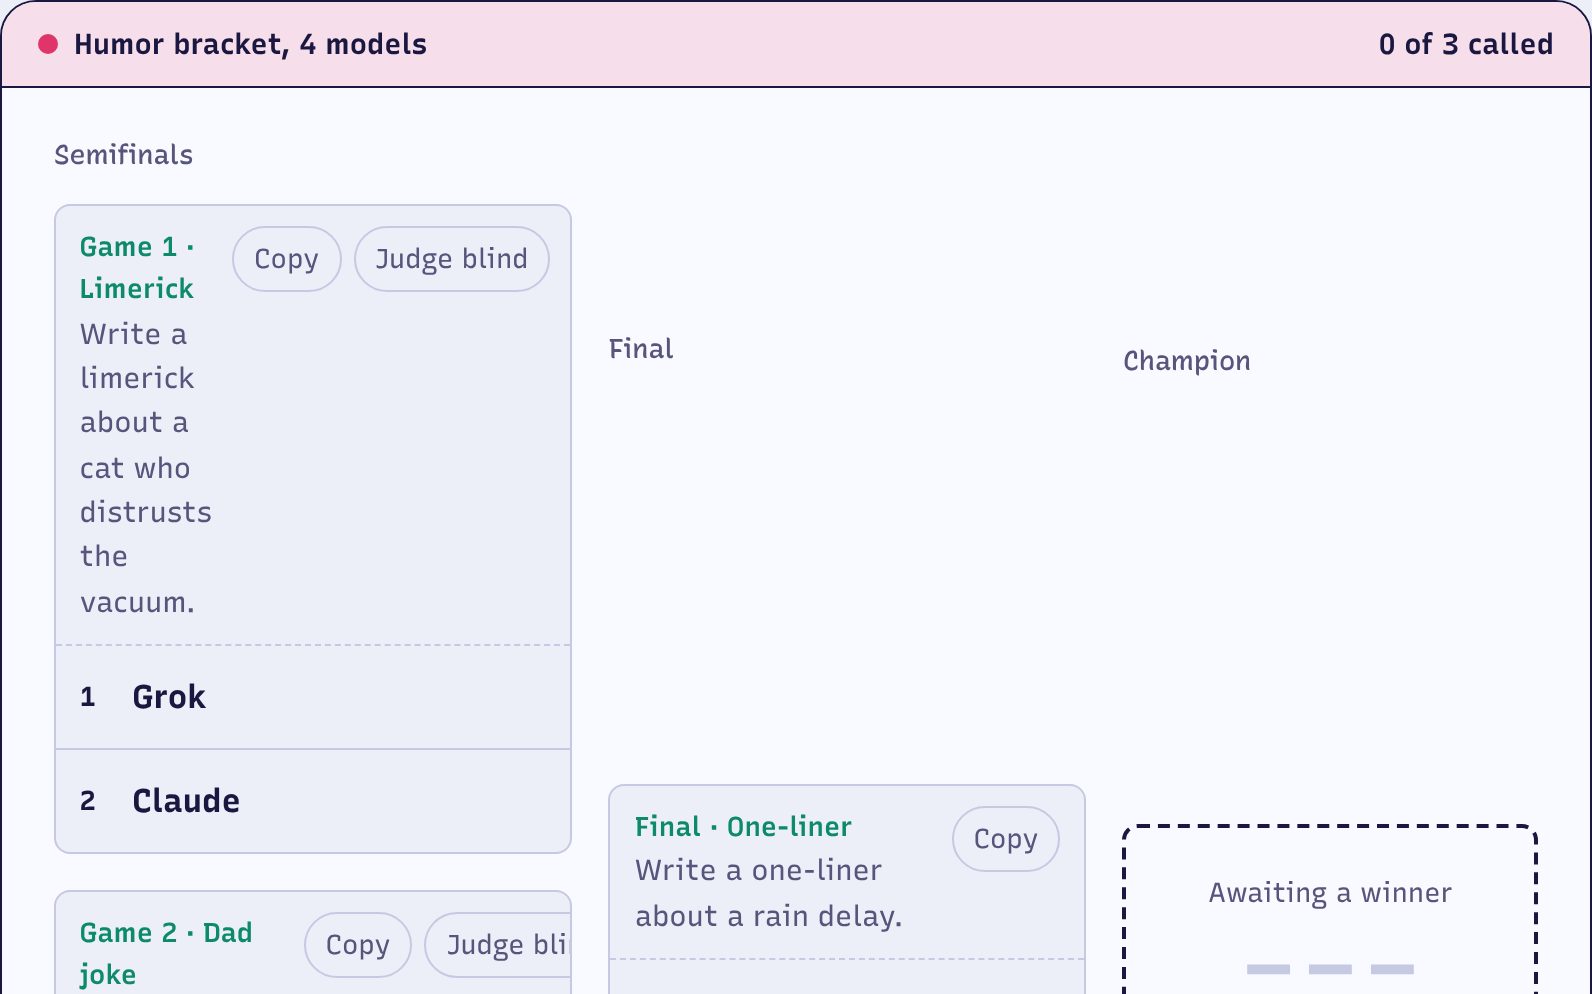 Humor bracket, 4 models
0 of 3 called
Semifinals
Game 1 ·
Limerick
Copy
Judge blind
Write a
limerick
about a
cat who
distrusts
the
vacuum.
1 Grok
2 Claude
Game 2 · Dad
joke
Copy
Judge bli
Final
Final · One-liner
Copy
Write a one-liner
about a rain delay.
Champion
Awaiting a winner